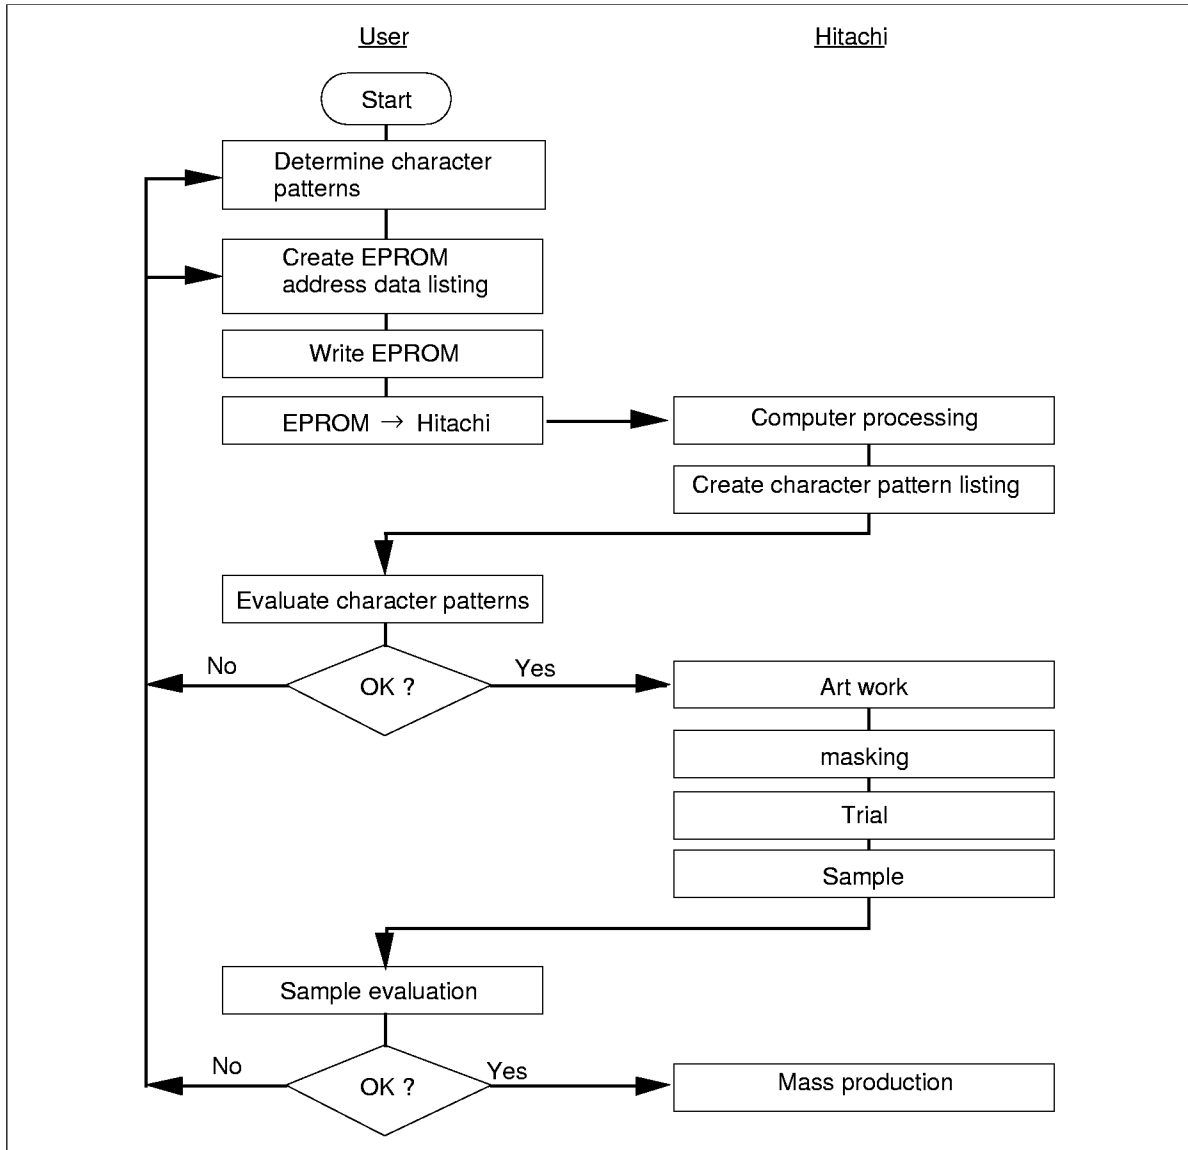 User
Hitachi
Start
Determine character
patterns
Create EPROM
address data listing
Write EPROM
EPROM → Hitachi
Computer processing
Create character pattern listing
Evaluate character patterns
No
OK ?
Yes
Art work
masking
Trial
Sample
Sample evaluation
No
OK ?
Yes
Mass production